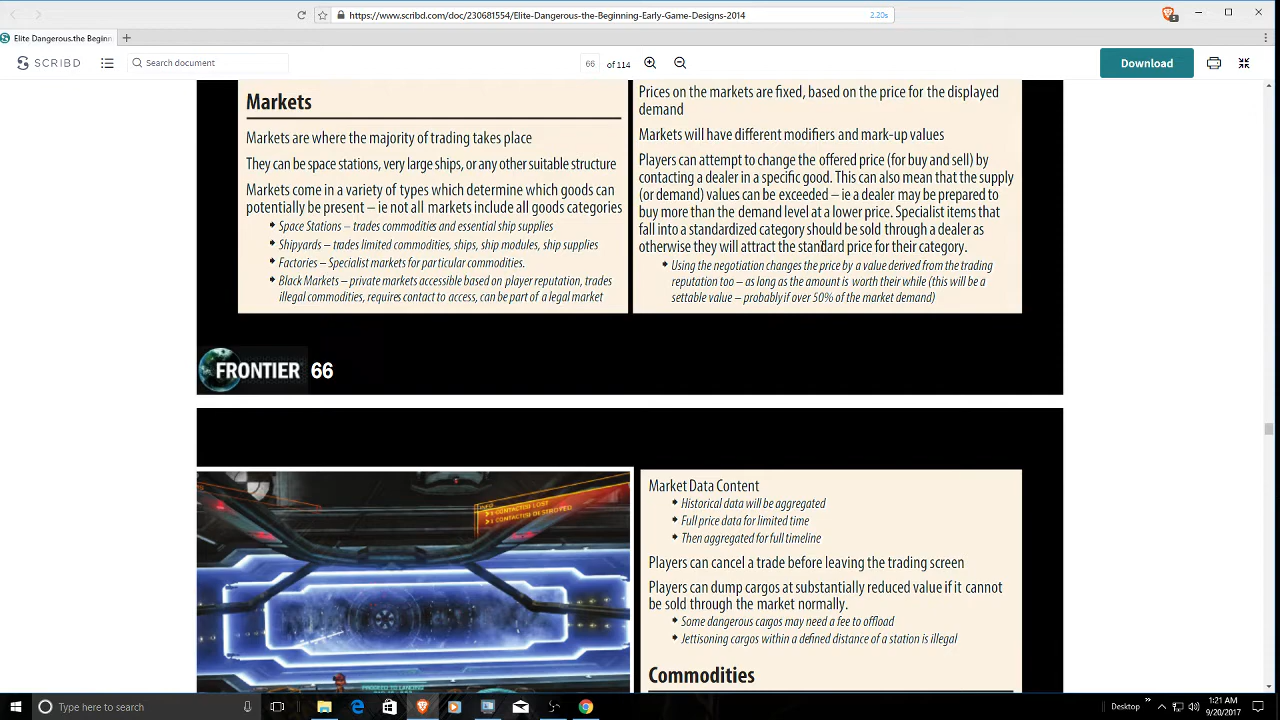 https://www.scribd.com/doc/230681554/Elite-Dangerous-the-Beginning-Early-Game-Designs-2014
2.20s
Elite Dangerous.the Beginn
SCRIBD
Search document
66 of 114
Download
Markets
Markets are where the majority of trading takes place
They can be space stations, very large ships, or any other suitable structure
Markets come in a variety of types which determine which goods can
potentially be present – ie not all markets include all goods categories
Space Stations – trades commodities and essential ship supplies
Shipyards – trades limited commodities, ships, ship modules, ship supplies
Factories – Specialist markets for particular commodities.
Black Markets – private markets accessible based on player reputation, trades
illegal commodities, requires contact to access, can be part of a legal market
Prices on the markets are fixed, based on the price for the displayed
demand
Markets will have different modifiers and mark-up values
Players can attempt to change the offered price (for buy and sell) by
contacting a dealer in a specific good. This can also mean that the supply
(or demand) values can be exceeded – ie a dealer may be prepared to
buy more than the demand level at a lower price. Specialist items that
fall into a standardized category should be sold through a dealer as
otherwise they will attract the standard price for their category.
Using the negotiation changes the price by a value derived from the trading
reputation too – as long as the amount is worth their while (this will be a
settable value – probably if over 50% of the market demand)
FRONTIER 66
CONTACT LOST
1 CONTACT DESTROYED
Market Data Content
Historical data will be aggregated
Full price data for limited time
Then aggregated for full timeline
Players can cancel a trade before leaving the trading screen
Players can dump cargos at substantially reduced value if it cannot
be sold through the market normally.
Some dangerous cargos may need a fee to offload
Jettisoning cargos within a defined distance of a station is illegal
Commodities
Type here to search
Desktop
1:21 AM
9/20/2017